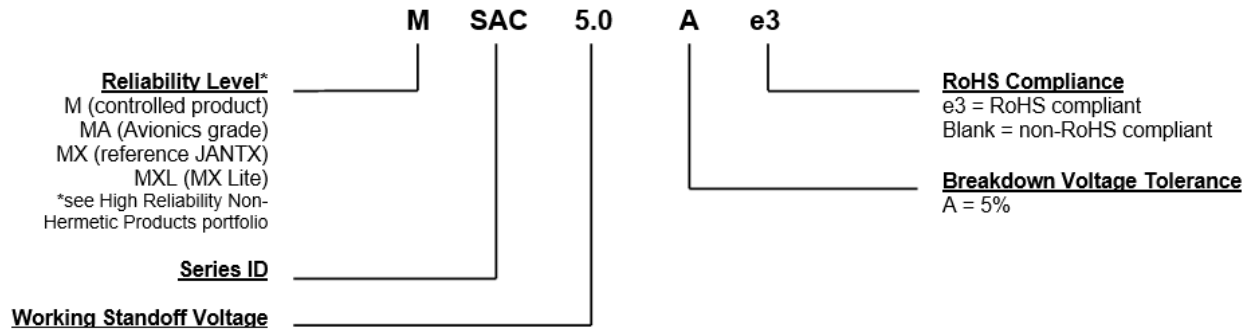 M SAC 5.0 A e3
Reliability Level*
M (controlled product)
MA (Avionics grade)
MX (reference JANTX)
MXL (MX Lite)
*see High Reliability Non-
Hermetic Products portfolio
Series ID
Working Standoff Voltage
RoHS Compliance
e3 = RoHS compliant
Blank = non-RoHS compliant
Breakdown Voltage Tolerance
A = 5%